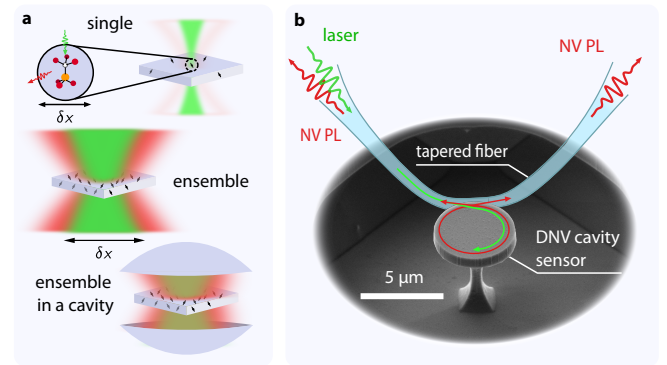 a
single
δx
ensemble
δx
ensemble
in a cavity
b
laser
NV PL
NV PL
tapered fiber
DNV cavity
sensor
5 μm